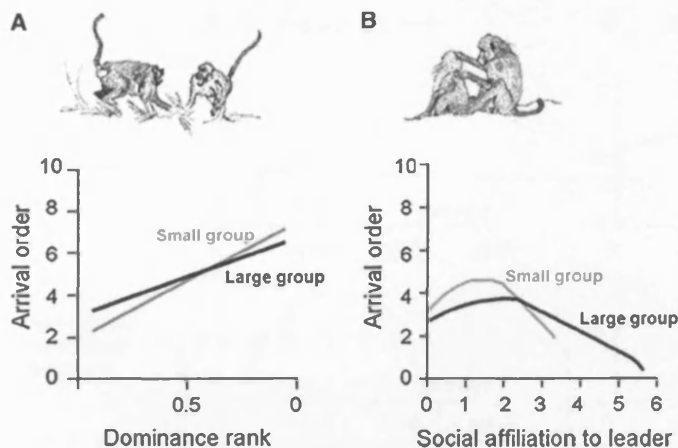 A
10
8
6
4
2
0
Arrival order
Small group
Large group
0.5
0
Dominance rank
B
10
8
6
4
2
0
Arrival order
Small group
Large group
0 1 2 3 4 5 6
Social affiliation to leader